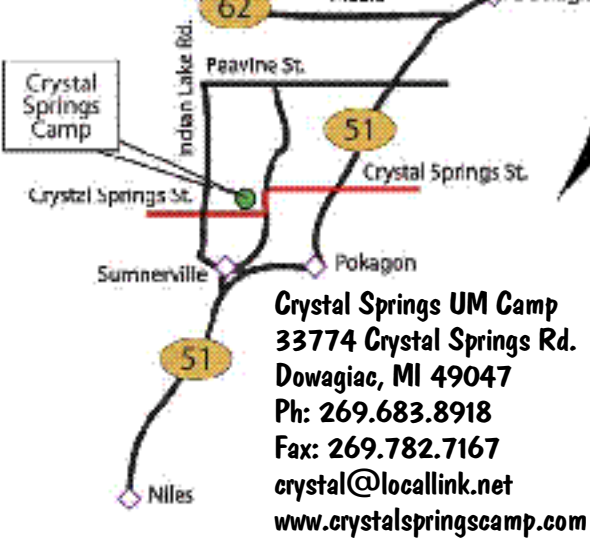 62
Indian Lake Rd.
Peavine St.
Crystal
Springs
Camp
51
Crystal Springs St.
Crystal Springs St.
Sumnerville
Pokagon
Crystal Springs UM Camp
33774 Crystal Springs Rd.
Dowagiac, MI 49047
Ph: 269.683.8918
Fax: 269.782.7167
crystal@locallink.net
www.crystalspringscamp.com
51
Niles